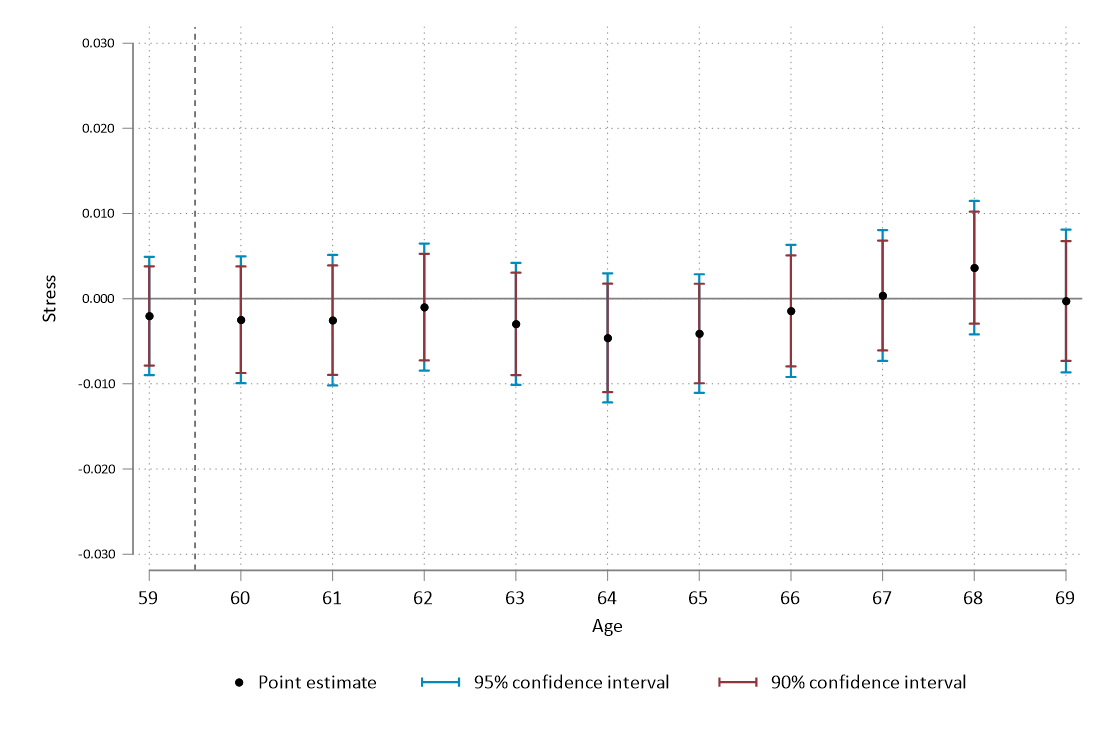 0.030
0.020
0.010
0.000
-0.010
-0.020
-0.030
Stress
59 60 61 62 63 64 65 66 67 68 69
Age
Point estimate 95% confidence interval 90% confidence interval